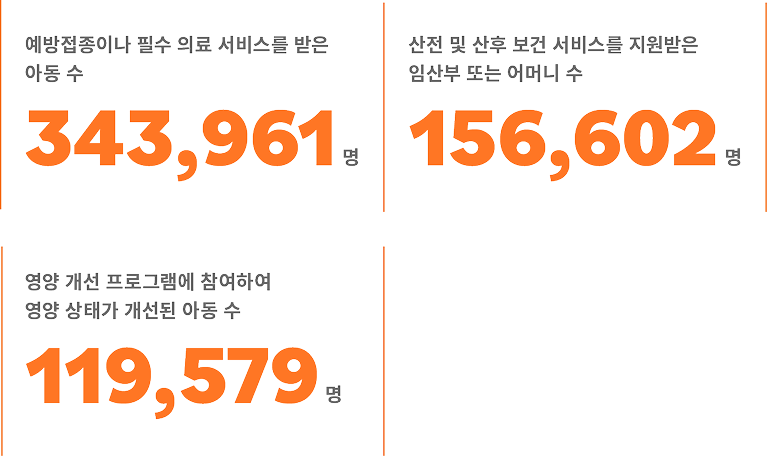 예방접종이나 필수 의료 서비스를 받은
아동 수
343,961 명
산전 및 산후 보건 서비스를 지원받은
임산부 또는 어머니 수
156,602 명
영양 개선 프로그램에 참여하여
영양 상태가 개선된 아동 수
119,579 명